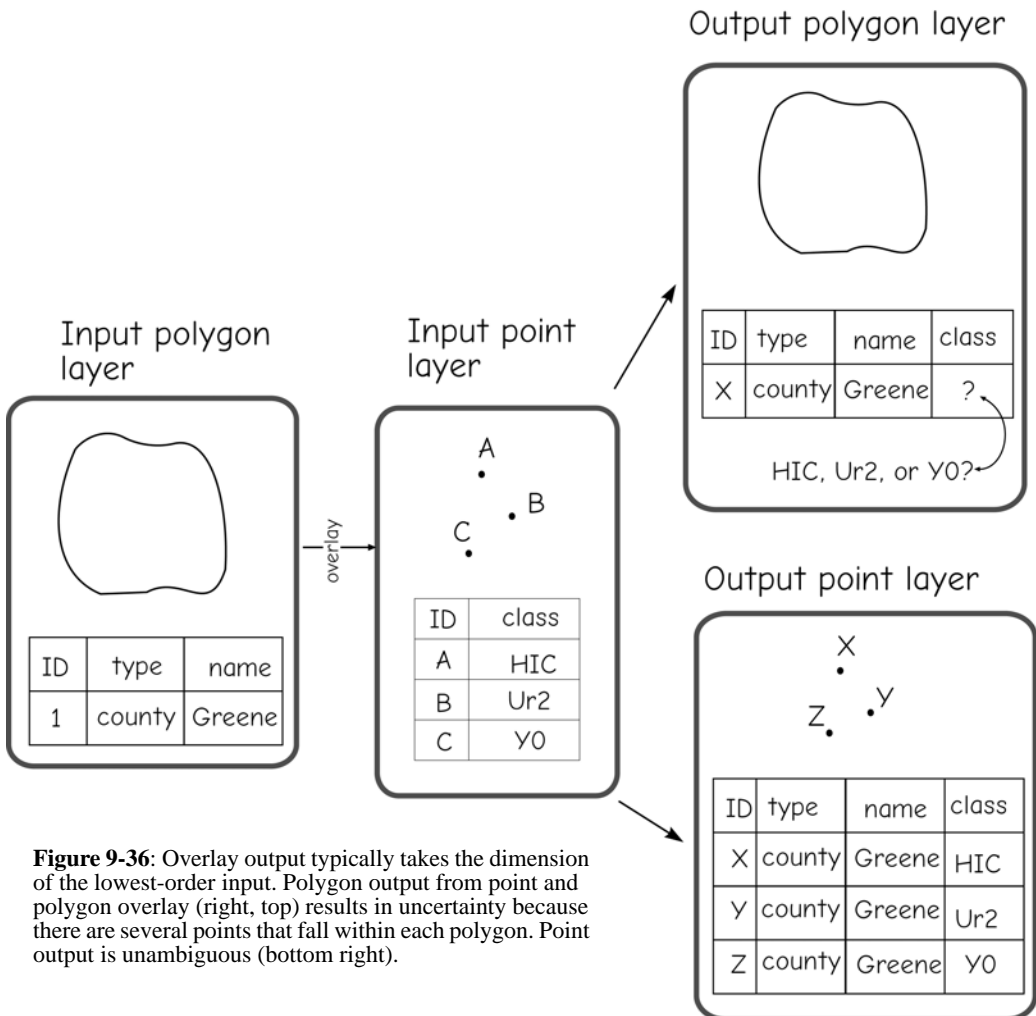 Output polygon layer
ID type name class
X county Greene ?
HIC, Ur2, or Y0?
Input polygon
layer
ID type name
1 county Greene
overlay
Input point
layer
A
B
C
ID class
A HIC
B Ur2
C Y0
Output point layer
X
Y
Z
ID type name class
X county Greene HIC
Y county Greene Ur2
Z county Greene Y0
Figure 9-36: Overlay output typically takes the dimension
of the lowest-order input. Polygon output from point and
polygon overlay (right, top) results in uncertainty because
there are several points that fall within each polygon. Point
output is unambiguous (bottom right).